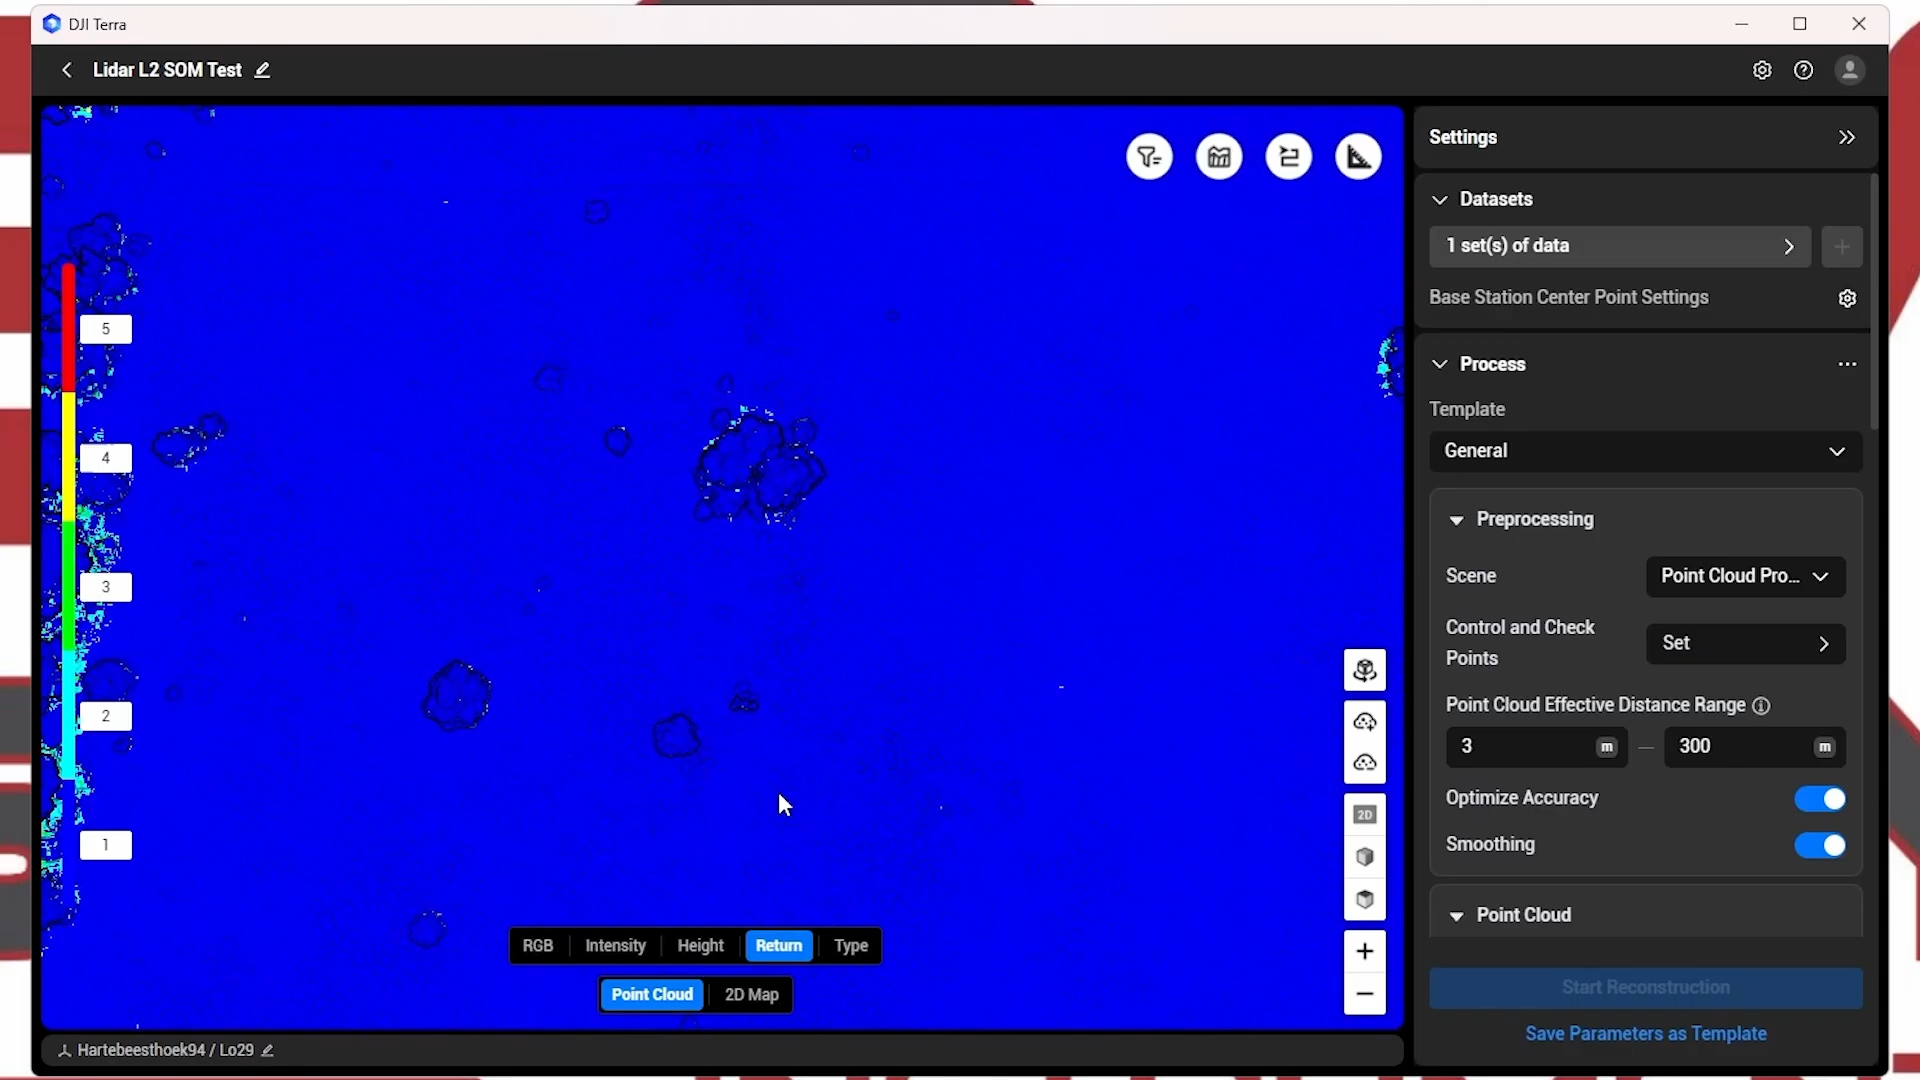 DJI Terra
Lidar L2 SOM Test
Settings
Datasets
1 set(s) of data
Base Station Center Point Settings
Process
Template
General
Preprocessing
Scene
Point Cloud Pro...
Control and Check
Points
Set
Point Cloud Effective Distance Range
3 m — 300 m
Optimize Accuracy
Smoothing
Point Cloud
Start Reconstruction
Save Parameters as Template
5
4
3
2
1
2D
RGB Intensity Height Return Type
Point Cloud 2D Map
Hartebeesthoek94 / Lo29